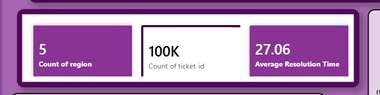 5
Count of region
100K
Count of ticket id
27.06
Average Resolution Time